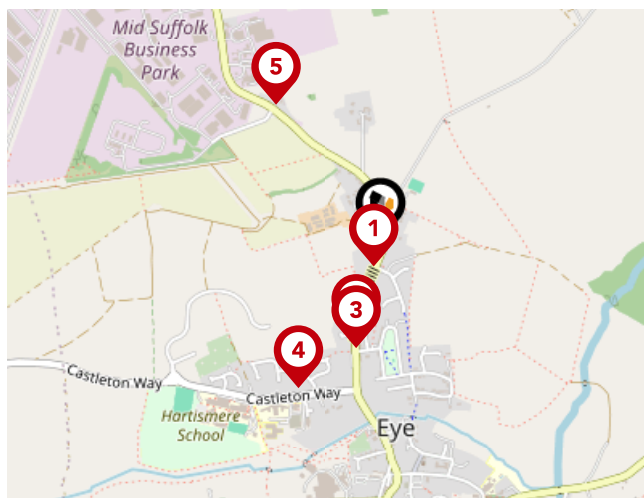 Mid Suffolk
Business
Park
5
1
3
4
Castleton Way
Castleton Way
Hartismere
School
Eye